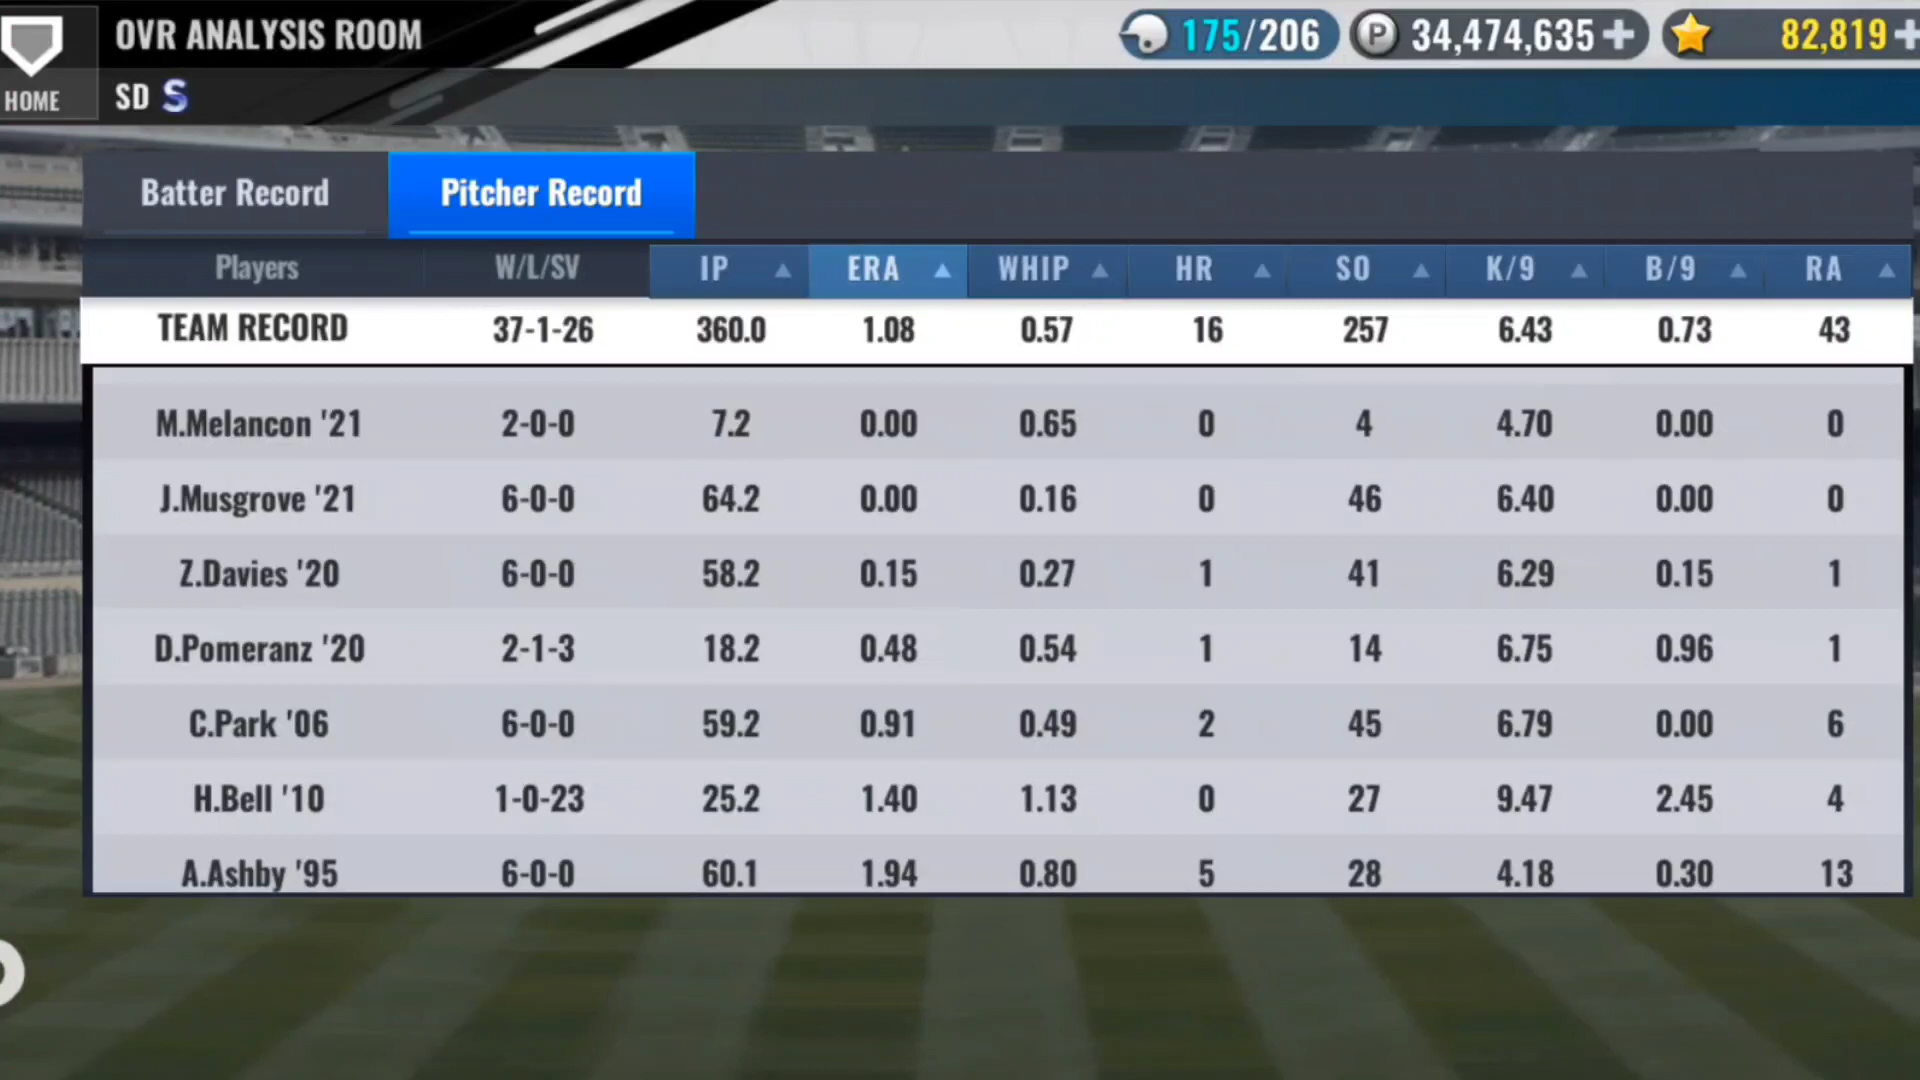 OVR ANALYSIS ROOM
175/206
34,474,635
82,819
HOME
SD S
Batter Record
Pitcher Record
Players W/L/SV IP ERA WHIP HR SO K/9 B/9 RA
TEAM RECORD 37-1-26 360.0 1.08 0.57 16 257 6.43 0.73 43
M.Melancon '21 2-0-0 7.2 0.00 0.65 0 4 4.70 0.00 0
J.Musgrove '21 6-0-0 64.2 0.00 0.16 0 46 6.40 0.00 0
Z.Davies '20 6-0-0 58.2 0.15 0.27 1 41 6.29 0.15 1
D.Pomeranz '20 2-1-3 18.2 0.48 0.54 1 14 6.75 0.96 1
C.Park '06 6-0-0 59.2 0.91 0.49 2 45 6.79 0.00 6
H.Bell '10 1-0-23 25.2 1.40 1.13 0 27 9.47 2.45 4
A.Ashby '95 6-0-0 60.1 1.94 0.80 5 28 4.18 0.30 13